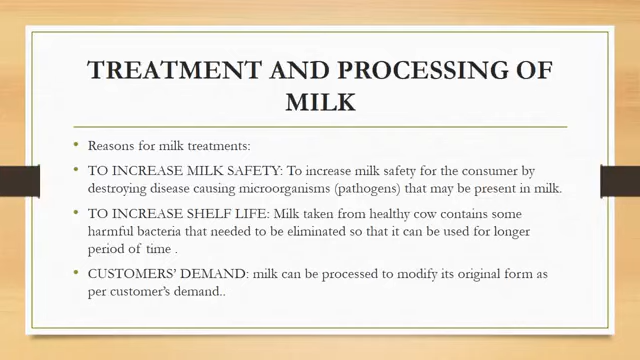 TREATMENT AND PROCESSING OF
MILK
• Reasons for milk treatments:
• TO INCREASE MILK SAFETY: To increase milk safety for the consumer by
destroying disease causing microorganisms (pathogens) that may be present in milk.
• TO INCREASE SHELF LIFE: Milk taken from healthy cow contains some
harmful bacteria that needed to be eliminated so that it can be used for longer
period of time .
• CUSTOMERS’ DEMAND: milk can be processed to modify its original form as
per customer’s demand..